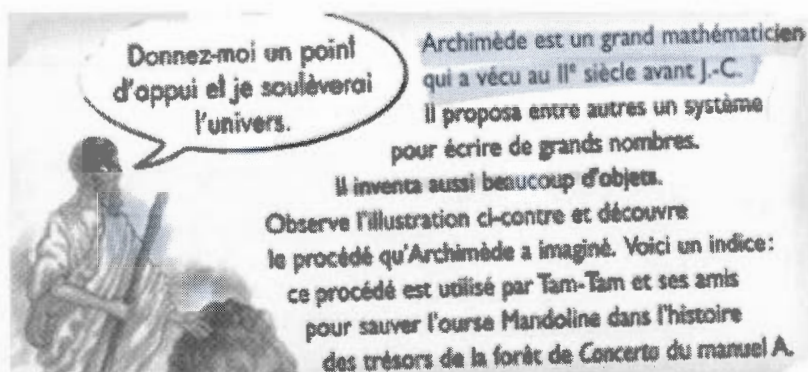 Donnez-moi un point
d'appui et je soulèverai
l'univers.
Archimède est un grand mathématicien
qui a vécu au IIe siècle avant J.-C.
Il proposa entre autres un système
pour écrire de grands nombres.
Il inventa aussi beaucoup d'objets.
Observe l'illustration ci-contre et découvre
le procédé qu'Archimède a imaginé. Voici un indice:
ce procédé est utilisé par Tam-Tam et ses amis
pour sauver l'ourse Mandoline dans l'histoire
des trésors de la forêt de Concerto du manuel A.